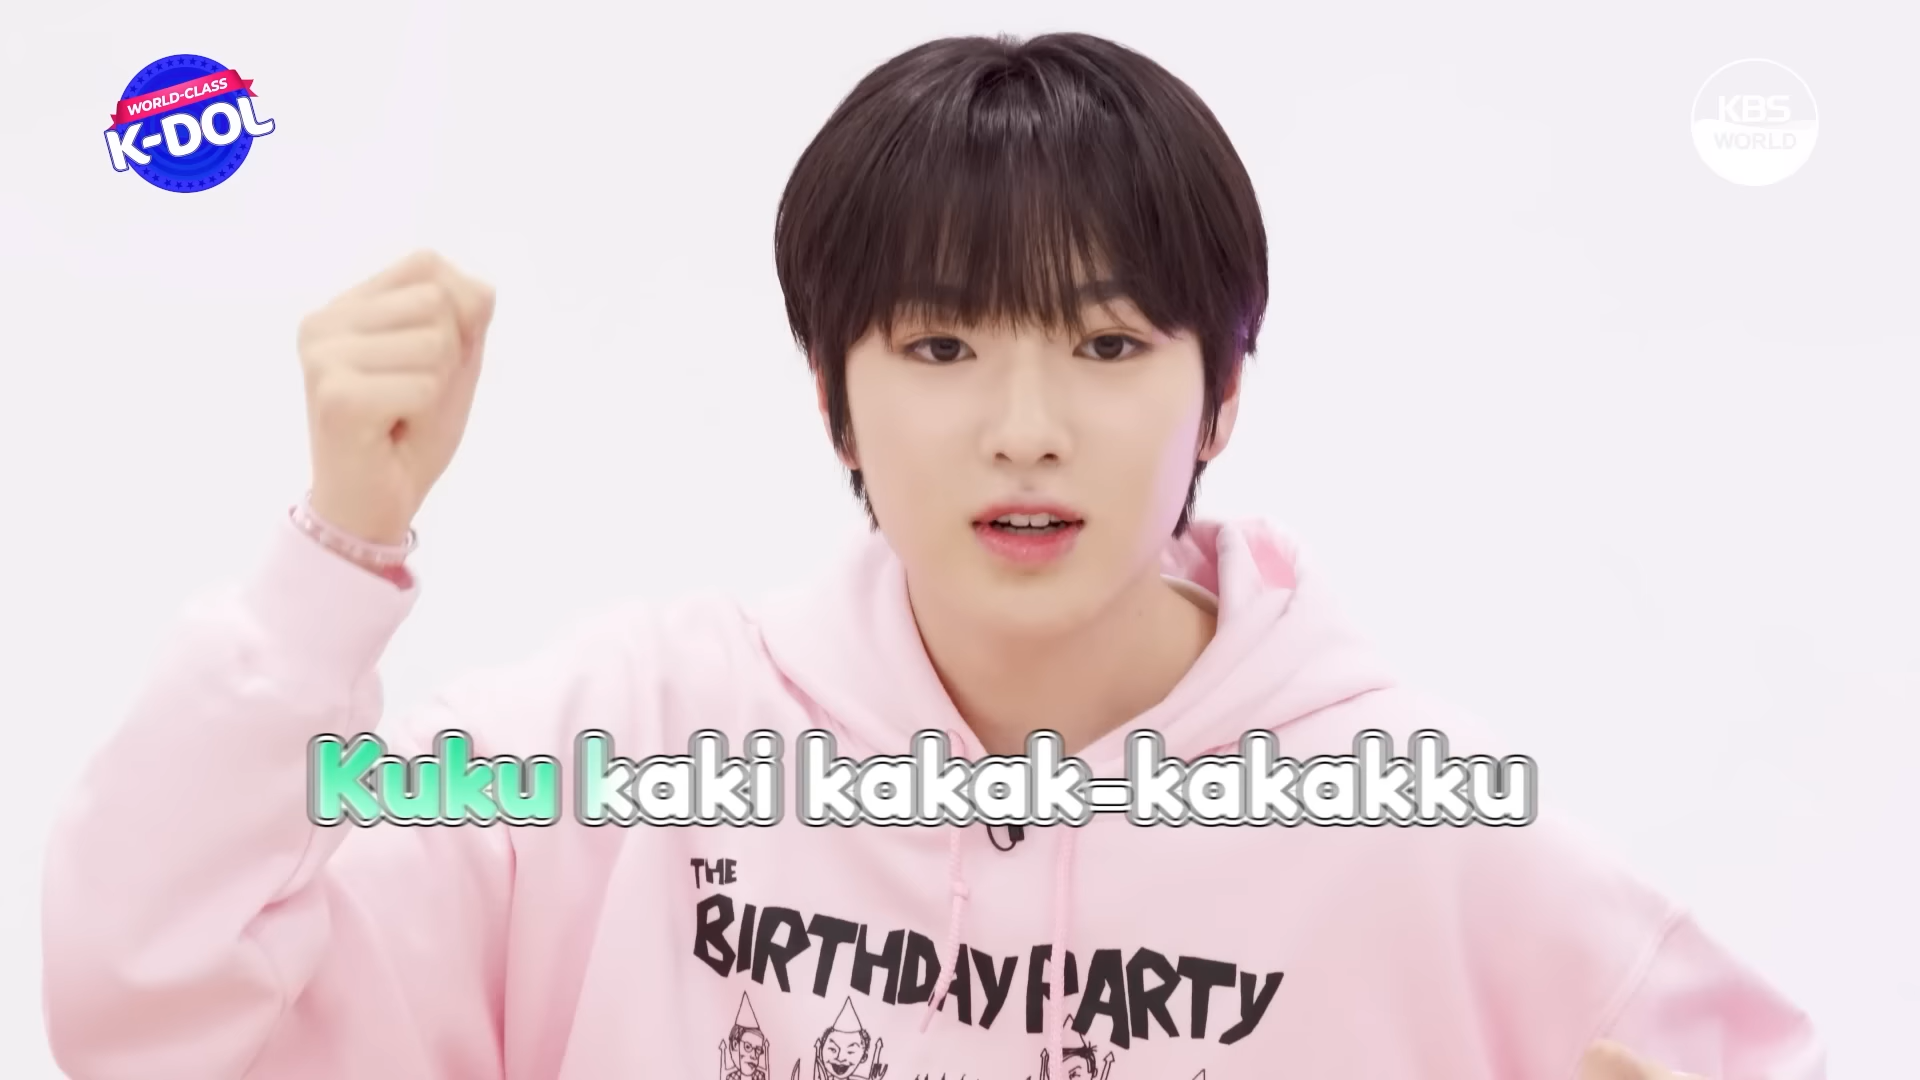 WORLD-CLASS
K-DOL
KBS
WORLD
Kuku kaki kakak-kakakku
THE
BIRTHDAY PARTY